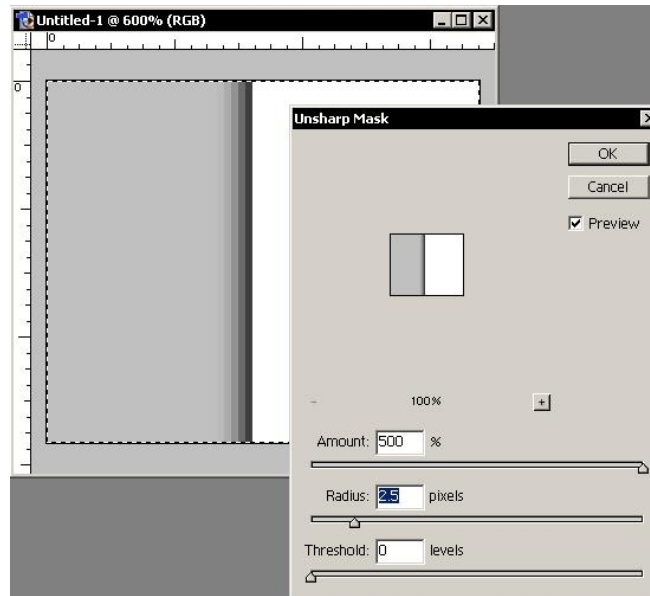 Untitled-1 @ 600% (RGB)
0
0
Unsharp Mask
OK
Cancel
Preview
100%
Amount: 500 %
Radius: 2.5 pixels
Threshold: 0 levels